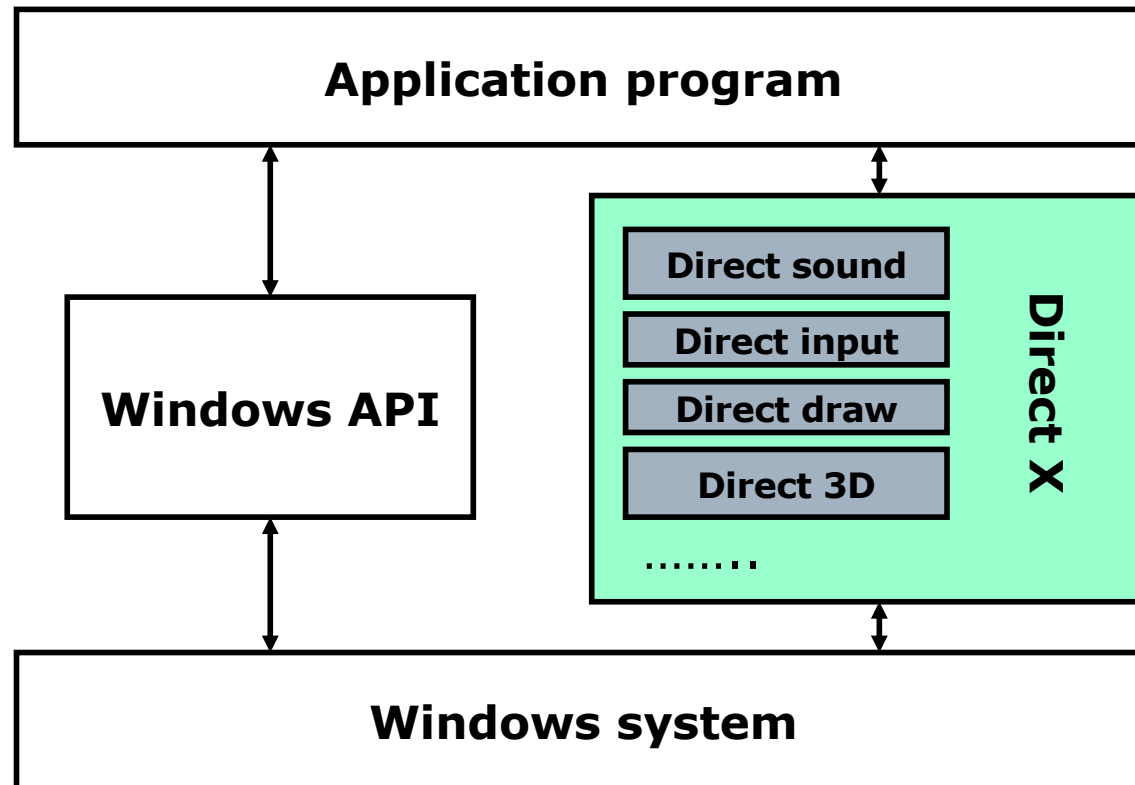 Application program
Direct sound
Direct input
Direct draw
Direct 3D
........
Direct X
Windows API
Windows system